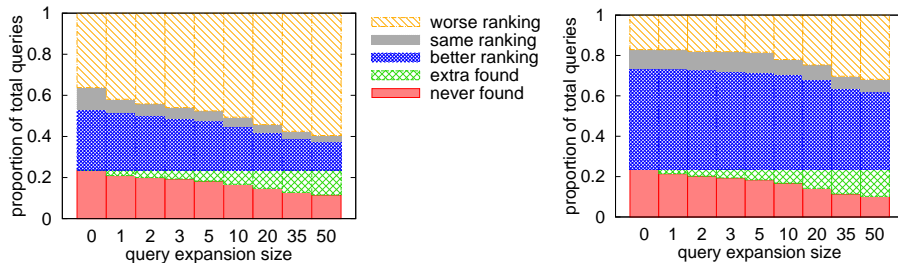 proportion of total queries
1
0.8
0.6
0.4
0.2
0
0 1 2 3 5 10 20 35 50
query expansion size
worse ranking
same ranking
better ranking
extra found
never found
proportion of total queries
1
0.8
0.6
0.4
0.2
0
0 1 2 3 5 10 20 35 50
query expansion size